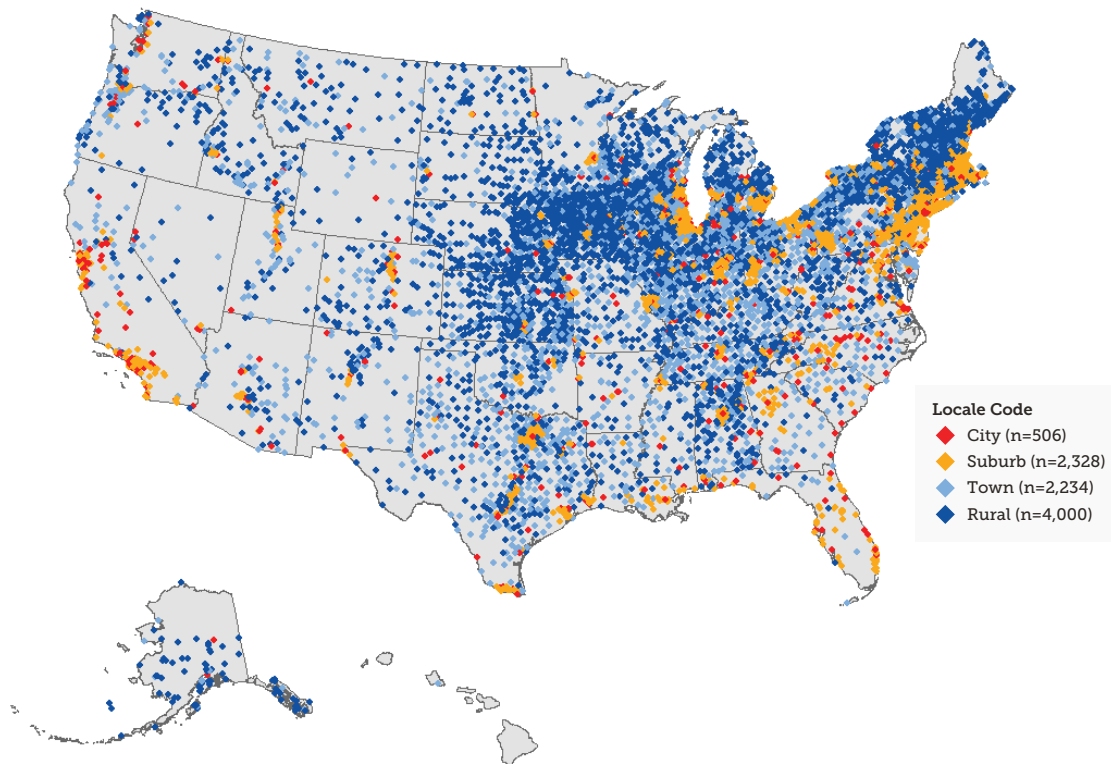 Locale Code
City (n=506)
Suburb (n=2,328)
Town (n=2,234)
Rural (n=4,000)